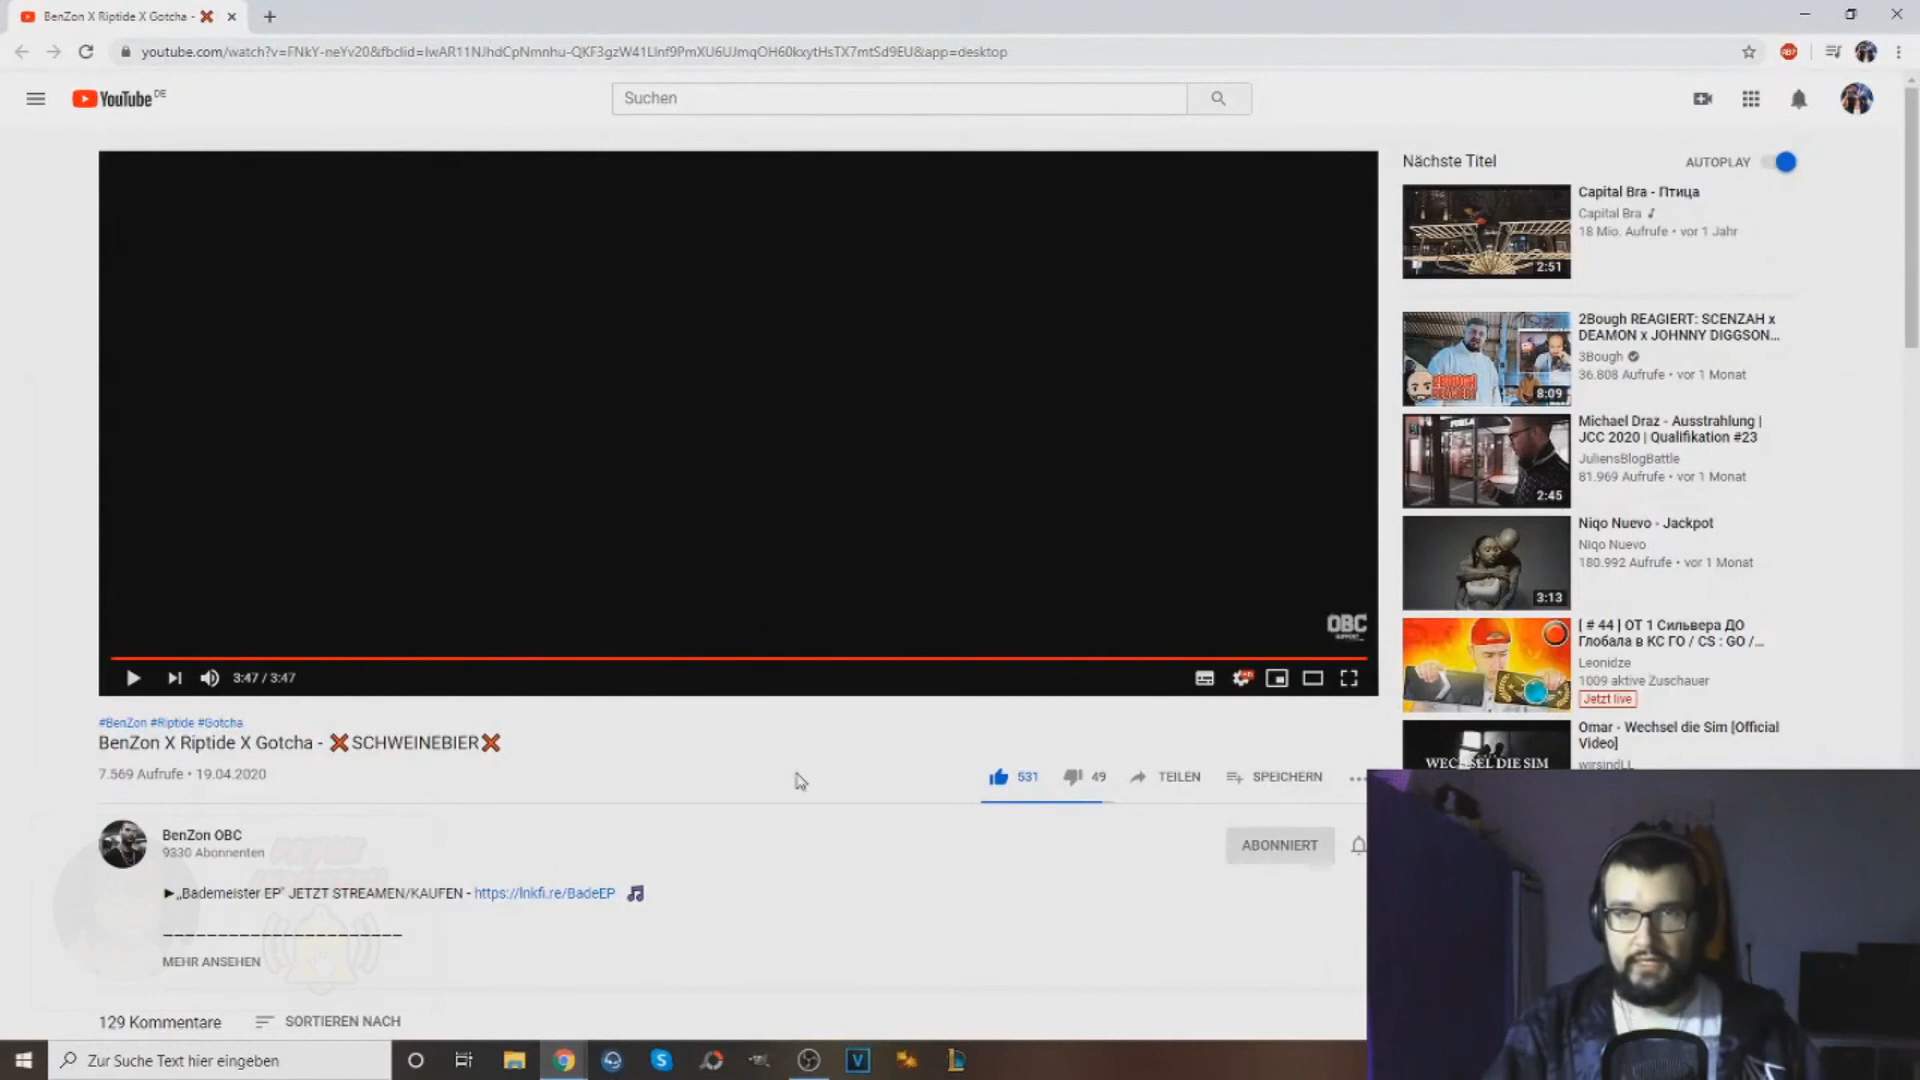 BenZon X Riptide X Gotcha - ❌
youtube.com/watch?v=FNkY-neYv20&fbclid=IwAR11NJhdCpNmnhu-QKF3gzW41LInf9PmXU6UJmqOH60kxytHsTX7mtSd9EU&app=desktop
YouTube DE
Suchen
Nächste Titel
AUTOPLAY
Capital Bra - Птица
Capital Bra ♪
18 Mio. Aufrufe • vor 1 Jahr
2:51
2Bough REAGIERT: SCENZAH x
DEAMON x JOHNNY DIGGSON...
3Bough
36.808 Aufrufe • vor 1 Monat
8:09
Michael Draz - Ausstrahlung |
JCC 2020 | Qualifikation #23
JuliensBlogBattle
81.969 Aufrufe • vor 1 Monat
2:45
Niqo Nuevo - Jackpot
Niqo Nuevo
180.992 Aufrufe • vor 1 Monat
3:13
[ # 44 ] ОТ 1 Сильвера ДО
Глобала в КС ГО / CS : GO /...
Leonidze
1009 aktive Zuschauer
Jetzt live
Omar - Wechsel die Sim [Official
Video]
wirsindLL
WECHSEL DIE SIM
OBC
3:47 / 3:47
#BenZon #Riptide #Gotcha
BenZon X Riptide X Gotcha - ❌SCHWEINEBIER❌
7.569 Aufrufe • 19.04.2020
531
49
TEILEN
SPEICHERN
BenZon OBC
9330 Abonnenten
ABONNIERT
►„Bademeister EP" JETZT STREAMEN/KAUFEN - https://lnkfi.re/BadeEP 🎵
_______________________
MEHR ANSEHEN
129 Kommentare
SORTIEREN NACH
Zur Suche Text hier eingeben